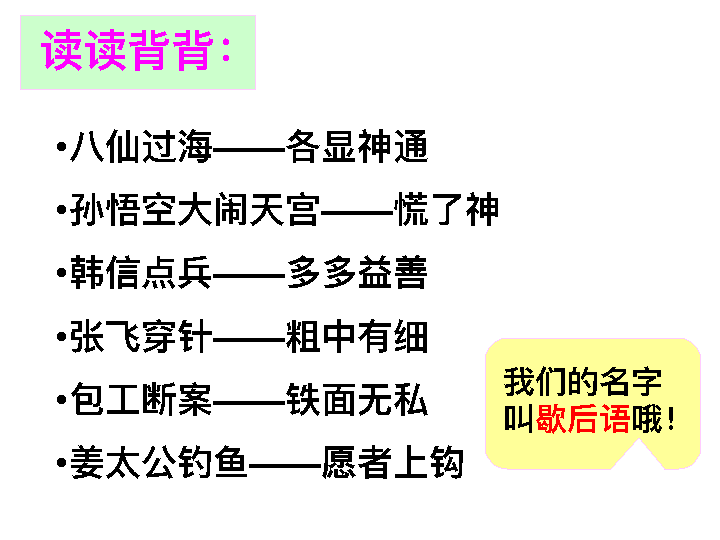 读读背背：
•八仙过海——各显神通
•孙悟空大闹天宫——慌了神
•韩信点兵——多多益善
•张飞穿针——粗中有细
•包工断案——铁面无私
•姜太公钓鱼——愿者上钩
我们的名字
叫歇后语哦！